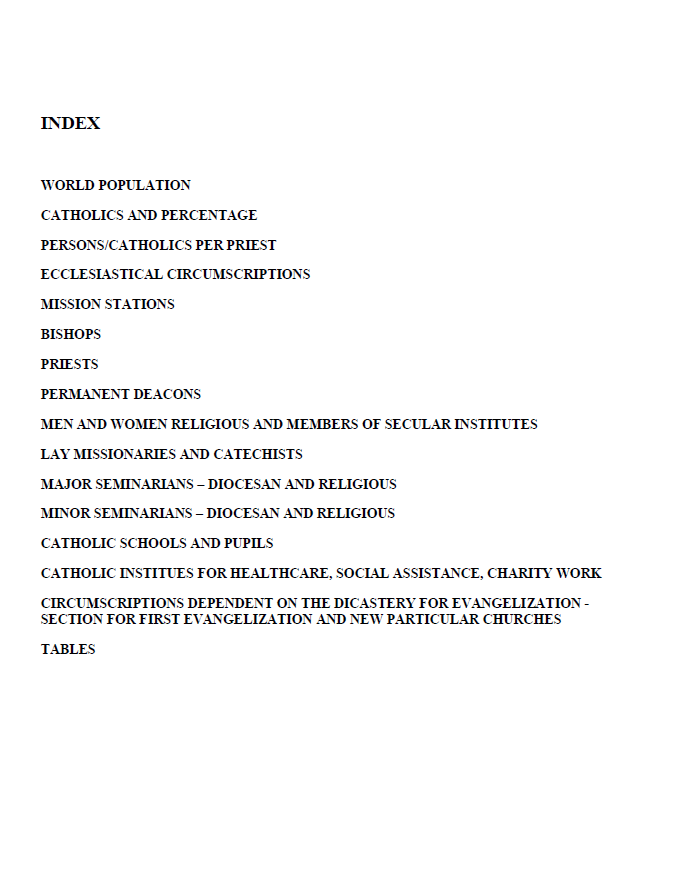 INDEX
WORLD POPULATION
CATHOLICS AND PERCENTAGE
PERSONS/CATHOLICS PER PRIEST
ECCLESIASTICAL CIRCUMSCRIPTIONS
MISSION STATIONS
BISHOPS
PRIESTS
PERMANENT DEACONS
MEN AND WOMEN RELIGIOUS AND MEMBERS OF SECULAR INSTITUTES
LAY MISSIONARIES AND CATECHISTS
MAJOR SEMINARIANS – DIOCESAN AND RELIGIOUS
MINOR SEMINARIANS – DIOCESAN AND RELIGIOUS
CATHOLIC SCHOOLS AND PUPILS
CATHOLIC INSTITUES FOR HEALTHCARE, SOCIAL ASSISTANCE, CHARITY WORK
CIRCUMSCRIPTIONS DEPENDENT ON THE DICASTERY FOR EVANGELIZATION -
SECTION FOR FIRST EVANGELIZATION AND NEW PARTICULAR CHURCHES
TABLES